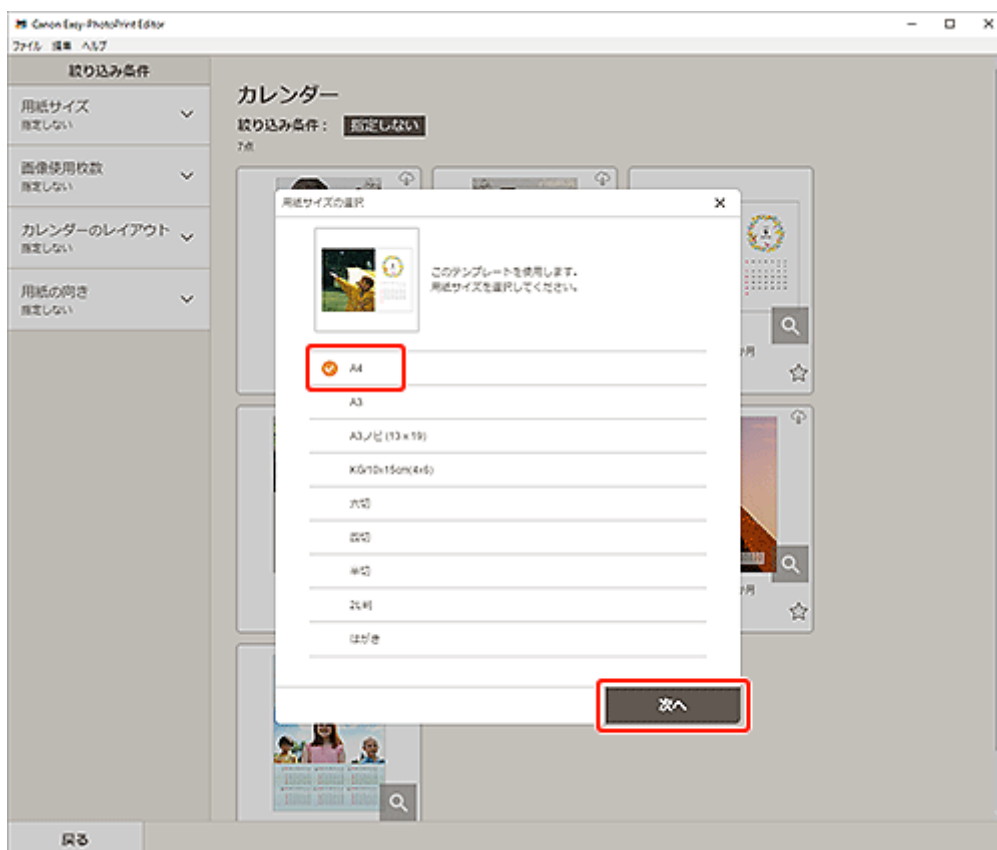 Canon Easy-PhotoPrint Editor
ファイル 編集 ヘルプ
絞り込み条件
用紙サイズ
指定しない
画像使用枚数
指定しない
カレンダーのレイアウト
指定しない
用紙の向き
指定しない
カレンダー
絞り込み条件： 指定しない
7点
用紙サイズの選択
このテンプレートを使用します。
用紙サイズを選択してください。
A4
A3
A3ノビ (13 x 19)
KG/10x15cm(4x6)
六切
四切
半切
2L判
はがき
次へ
戻る